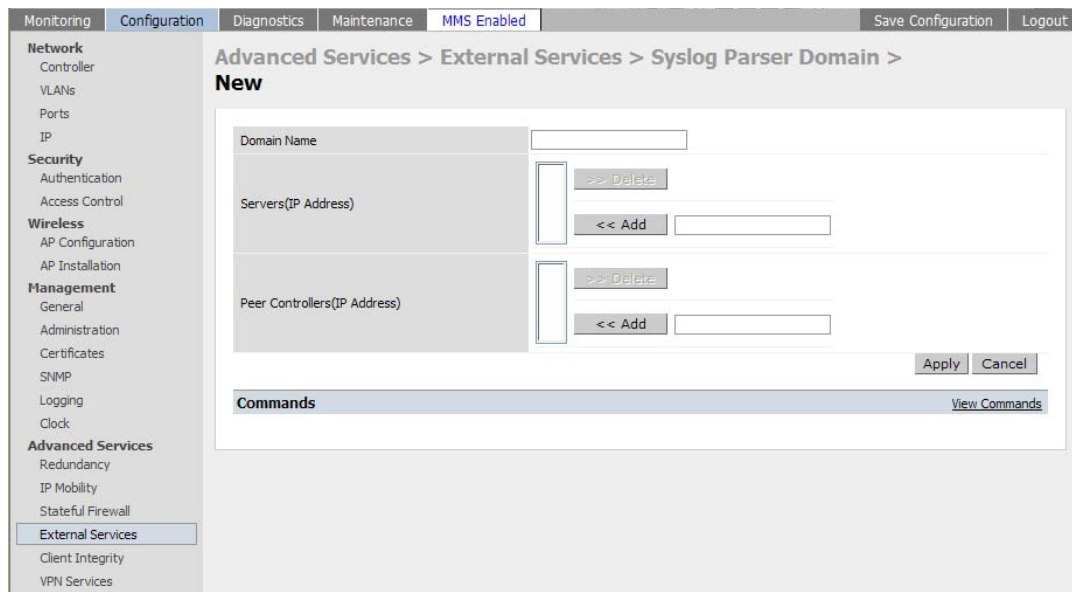 Monitoring Configuration Diagnostics Maintenance MMS Enabled Save Configuration Logout
Network
Controller
VLANs
Ports
IP
Security
Authentication
Access Control
Wireless
AP Configuration
AP Installation
Management
General
Administration
Certificates
SNMP
Logging
Clock
Advanced Services
Redundancy
IP Mobility
Stateful Firewall
External Services
Client Integrity
VPN Services
Advanced Services > External Services > Syslog Parser Domain >
New
Domain Name
Servers(IP Address)
>> Delete
<< Add
Peer Controllers(IP Address)
>> Delete
<< Add
Apply Cancel
Commands View Commands